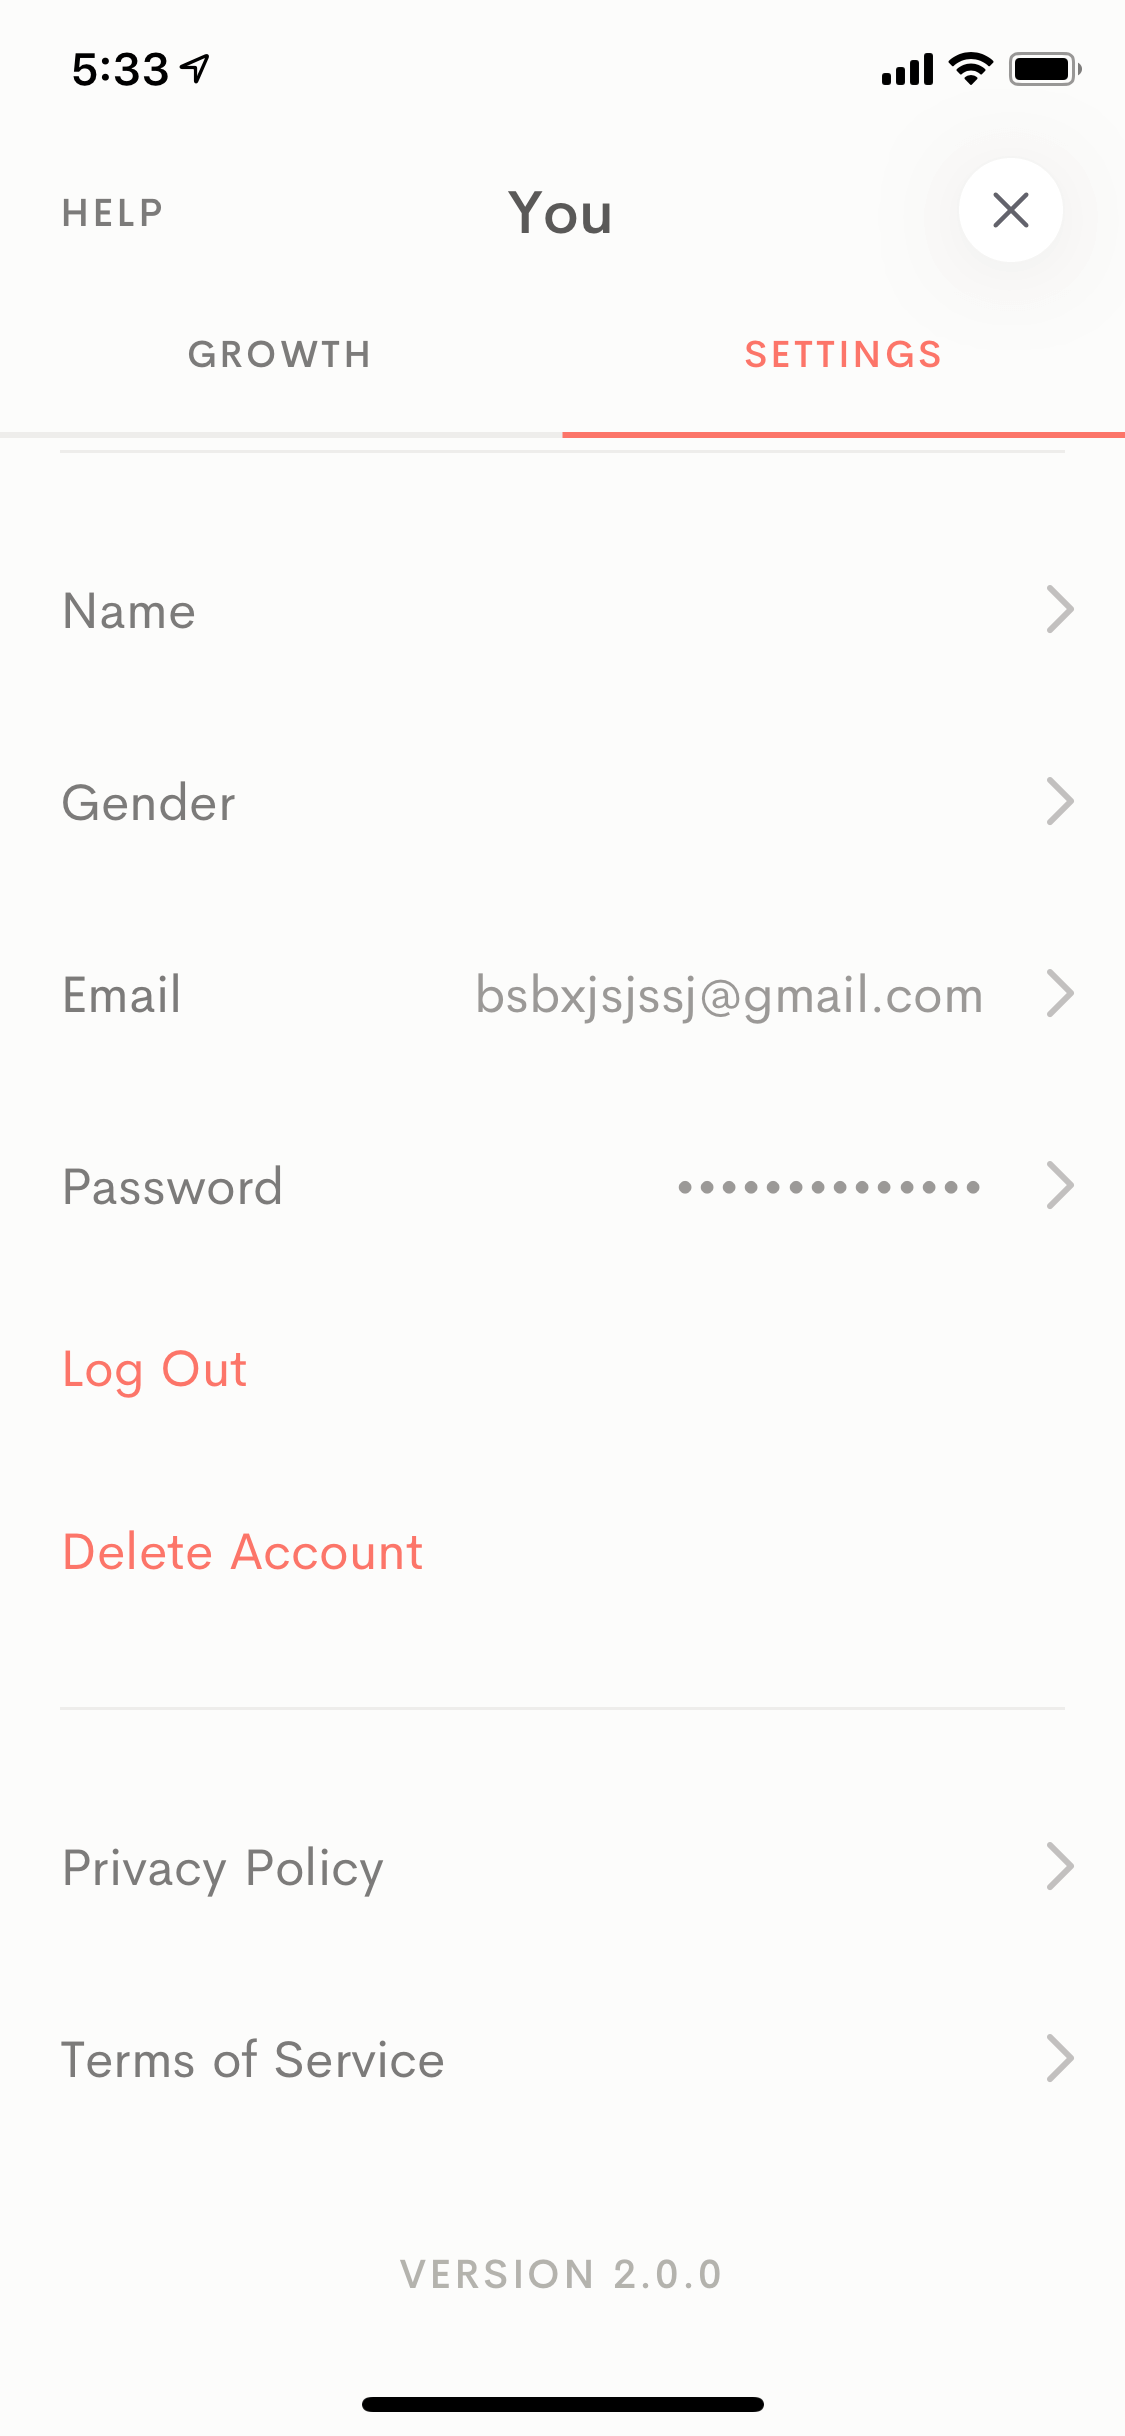 5:33
HELP
You
GROWTH
SETTINGS
Name
Gender
Email
bsbxjsjssj@gmail.com
Password
••••••••••••••
Log Out
Delete Account
Privacy Policy
Terms of Service
VERSION 2.0.0